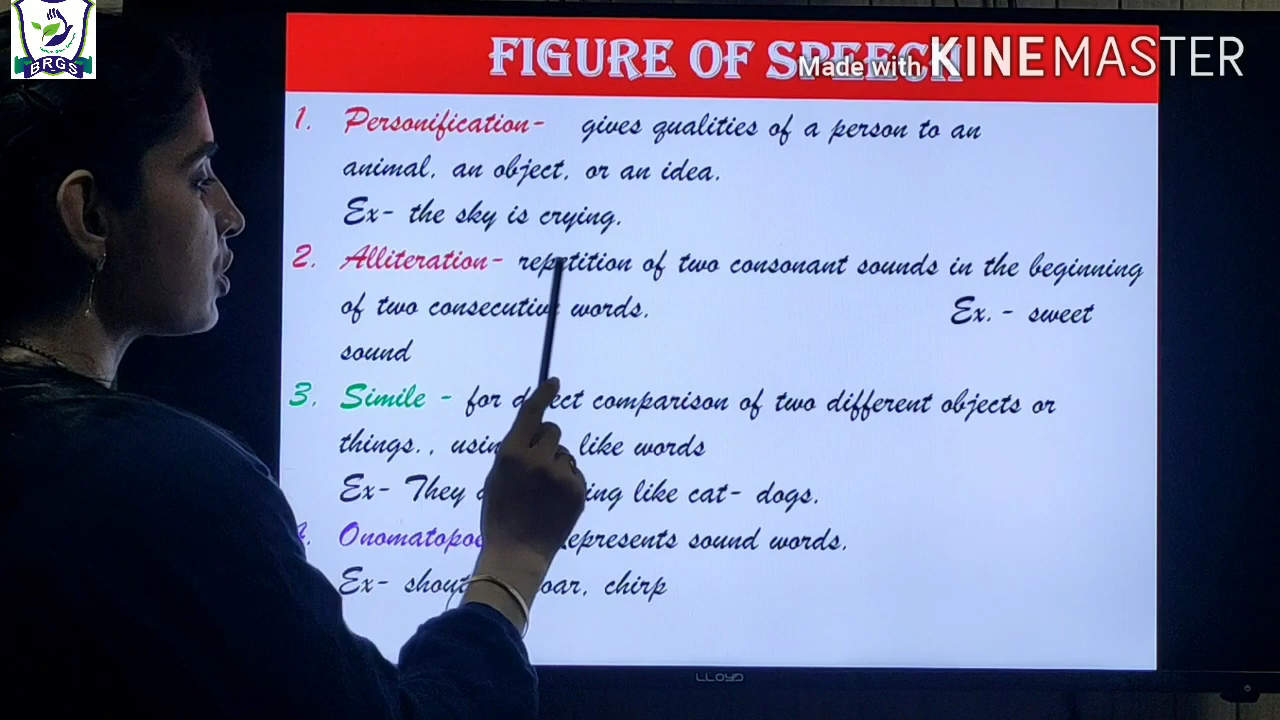 BRGS
FIGURE OF SPEECH
Made with KINEMASTER
1. Personification- gives qualities of a person to an
animal, an object, or an idea.
Ex- the sky is crying.
2. Alliteration- repetition of two consonant sounds in the beginning
of two consecutive words. Ex. - sweet
sound
3. Simile - for direct comparison of two different objects or
things., like words
Ex- They like cat- dogs.
represents sound words.
Ex- chirp
LLOYD